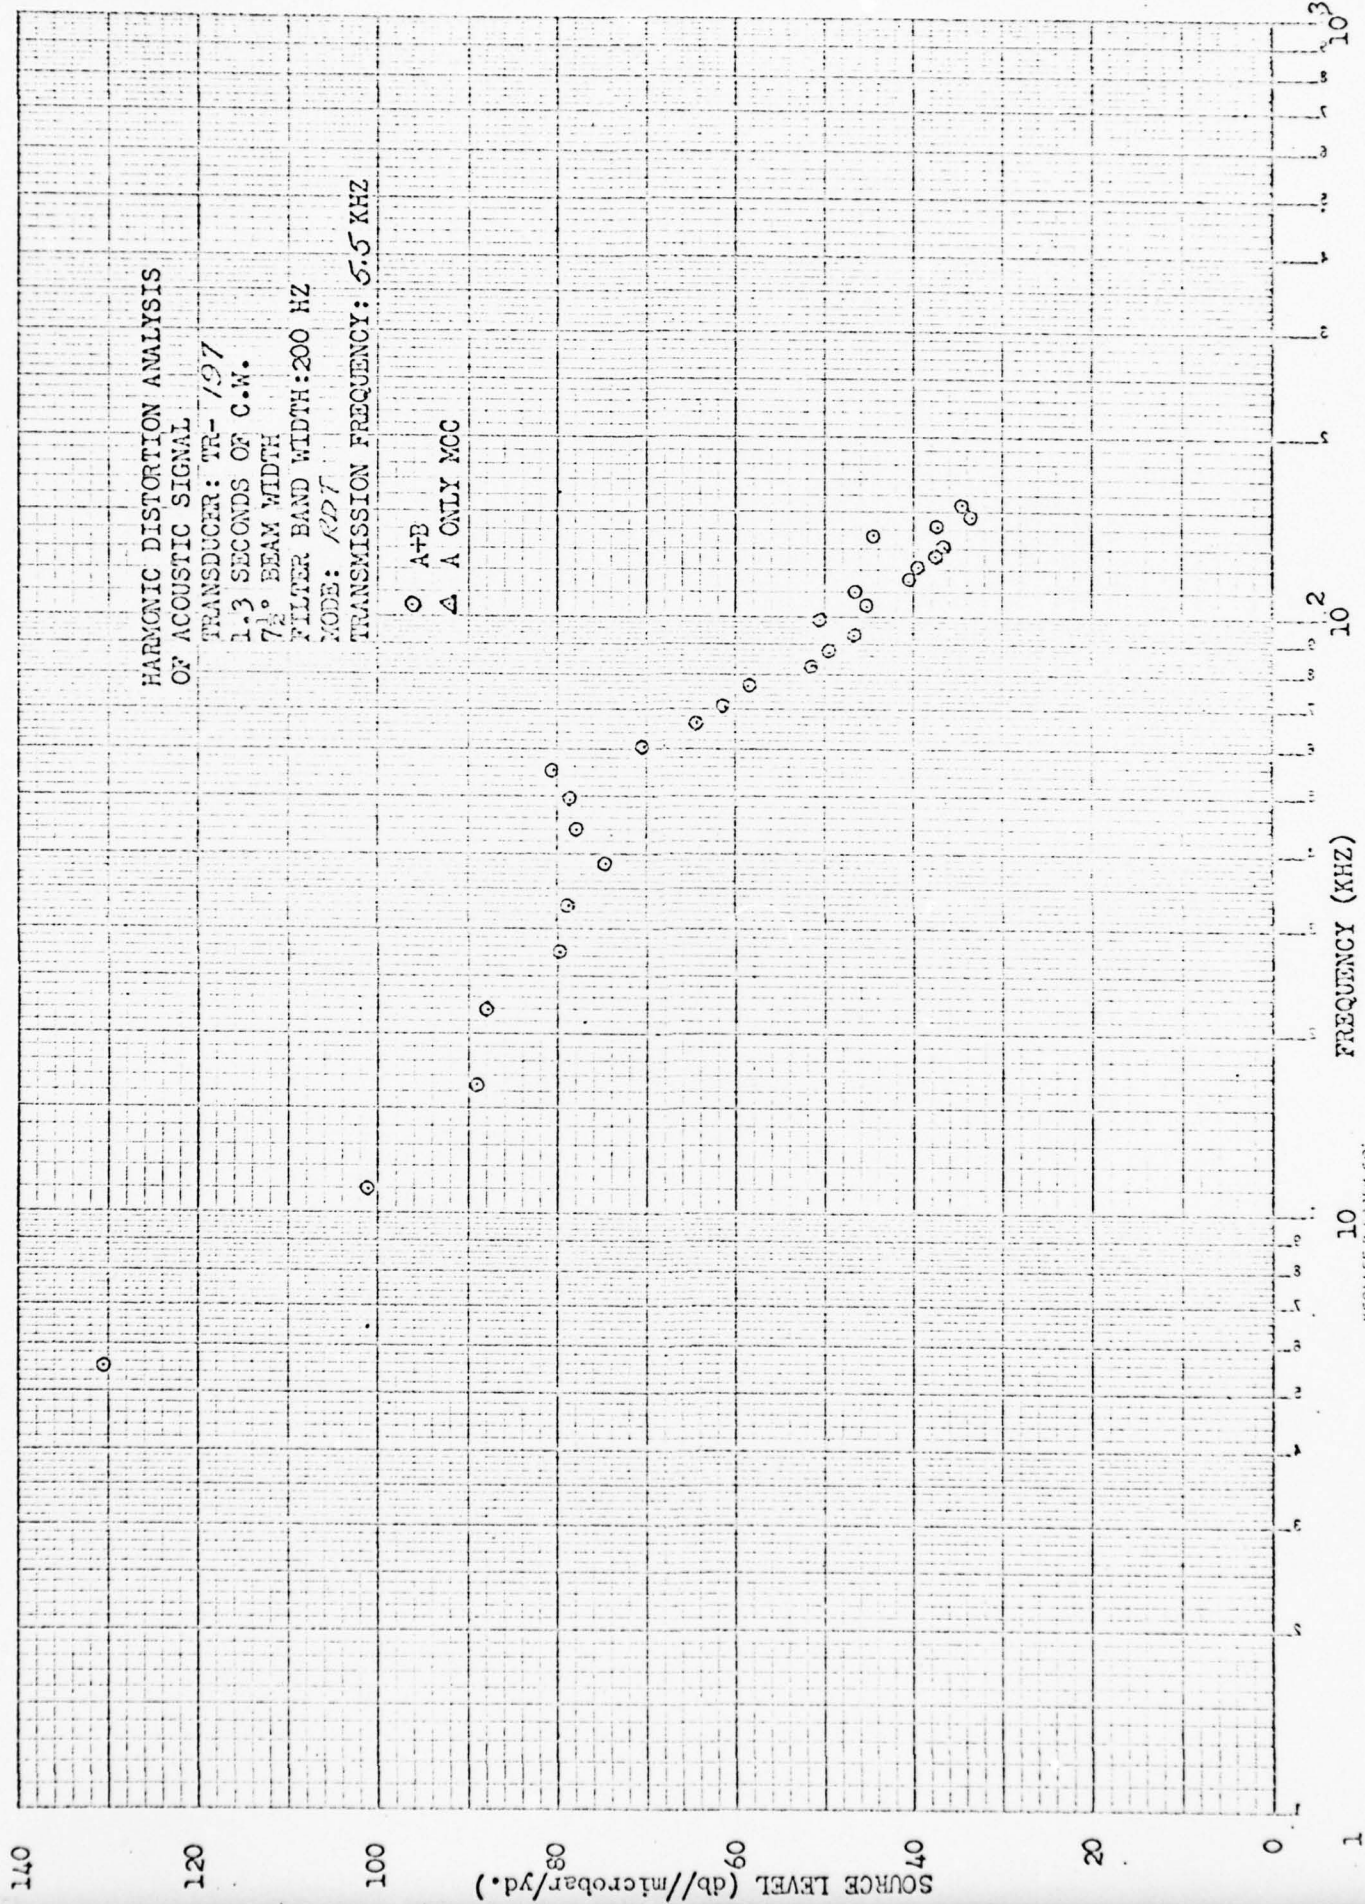 HARMONIC DISTORTION ANALYSIS
OF ACOUSTIC SIGNAL
TRANSDUCER: TR- 197
1.3 SECONDS OF C.W.
7½° BEAM WIDTH
FILTER BAND WIDTH:200 HZ
MODE: RDT
TRANSMISSION FREQUENCY: 5.5 KHZ
⊙ A+B
△ A ONLY MCC
SOURCE LEVEL (db//microbar/yd.)
140
120
100
80
60
40
20
0
1
10
10²
10³
FREQUENCY (KHZ)